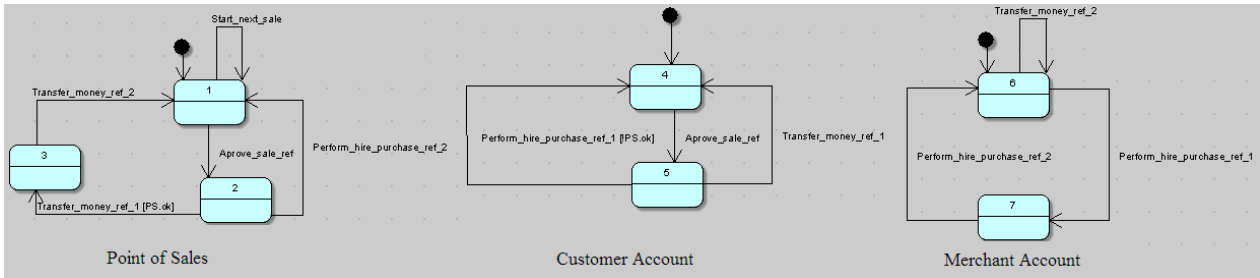 Start_next_sale
1
Transfer_money_ref_2
3
Aprove_sale_ref
Perform_hire_purchase_ref_2
2
Transfer_money_ref_1 [PS.ok]
Point of Sales
4
Perform_hire_purchase_ref_1 [!PS.ok]
Aprove_sale_ref
Transfer_money_ref_1
5
Customer Account
Transfer_money_ref_2
6
Perform_hire_purchase_ref_2
Perform_hire_purchase_ref_1
7
Merchant Account